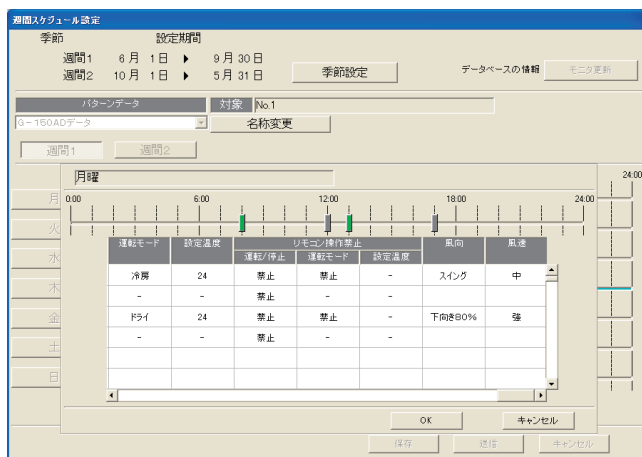 週間スケジュール設定
季節 設定期間
週間1 6月 1日 ▶ 9月 30日
週間2 10月 1日 ▶ 5月 31日
季節設定
データベースの情報 モニタ更新
パターンデータ 対象 No.1
G-150ADデータ 名称変更
週間1 週間2
月曜
24:00
0:00 6:00 12:00 18:00 24:00
月
火
水
木
金
土
日
運転モード 設定温度 リモコン操作禁止 風向 風速
運転/停止 運転モード 設定温度
冷房 24 禁止 禁止 - スイング 中
- - 禁止 - -
ドライ 24 禁止 禁止 - 下向き80% 強
- - 禁止 - -
OK キャンセル
保存 送信 キャンセル